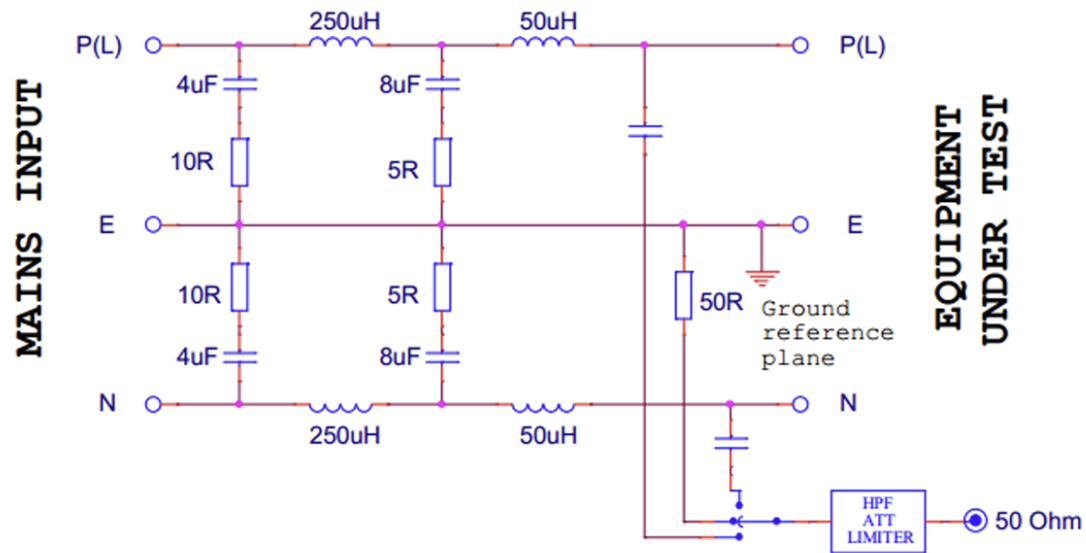 250uH
50uH
P(L)
P(L)
4uF
8uF
10R
5R
MAINS INPUT
EQUIPMENT
UNDER TEST
E
E
10R
5R
50R
Ground
reference
plane
4uF
8uF
N
N
250uH
50uH
HPF
ATT
LIMITER
50 Ohm